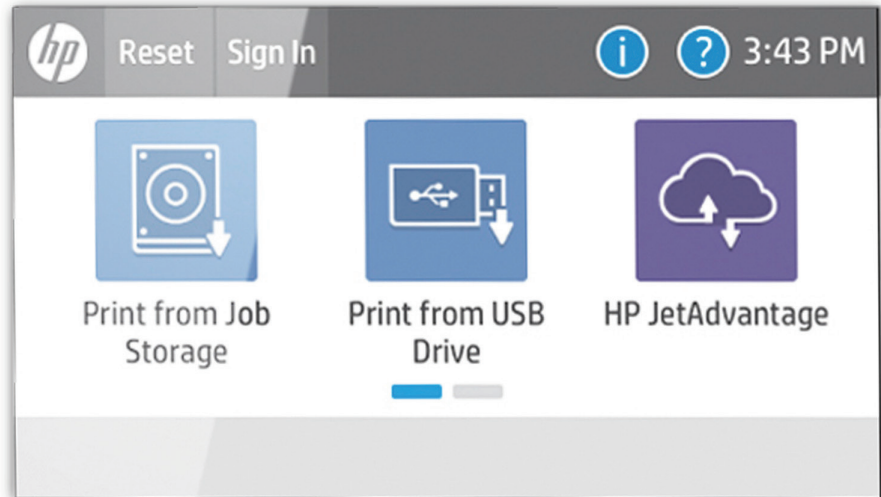 hp
Reset
Sign In
i
?
3:43 PM
Print from Job
Storage
Print from USB
Drive
HP JetAdvantage